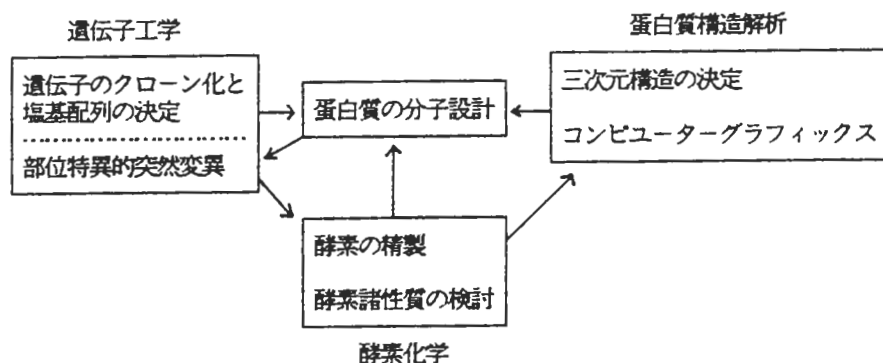 遺伝子工学
遺伝子のクローン化と
塩基配列の決定
部位特異的突然変異
蛋白質の分子設計
蛋白質構造解析
三次元構造の決定
コンピューターグラフィックス
酵素の精製
酵素諸性質の検討
酵素化学